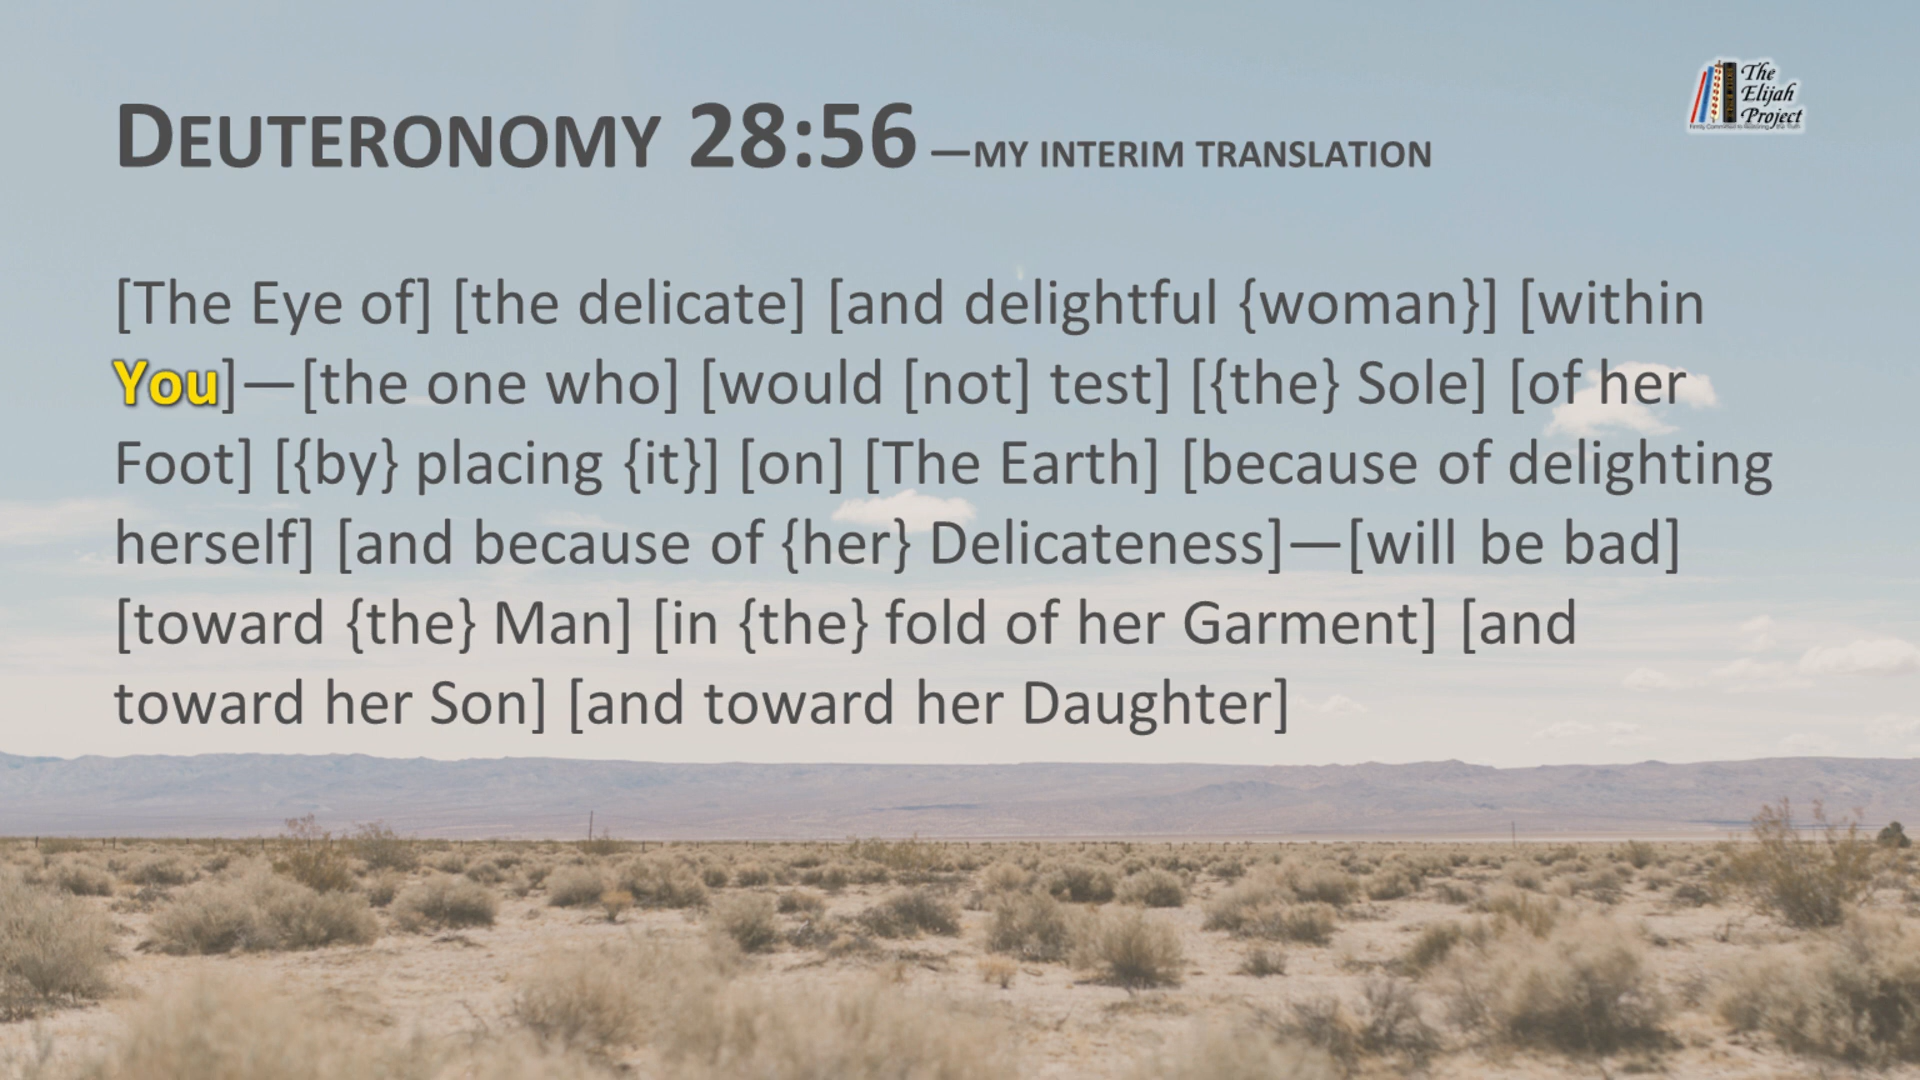 DEUTERONOMY 28:56 —MY INTERIM TRANSLATION
The
Elijah
Project
[The Eye of] [the delicate] [and delightful {woman}] [within
You]—[the one who] [would [not] test] [{the} Sole] [of her
Foot] [{by} placing {it}] [on] [The Earth] [because of delighting
herself] [and because of {her} Delicateness]—[will be bad]
[toward {the} Man] [in {the} fold of her Garment] [and
toward her Son] [and toward her Daughter]